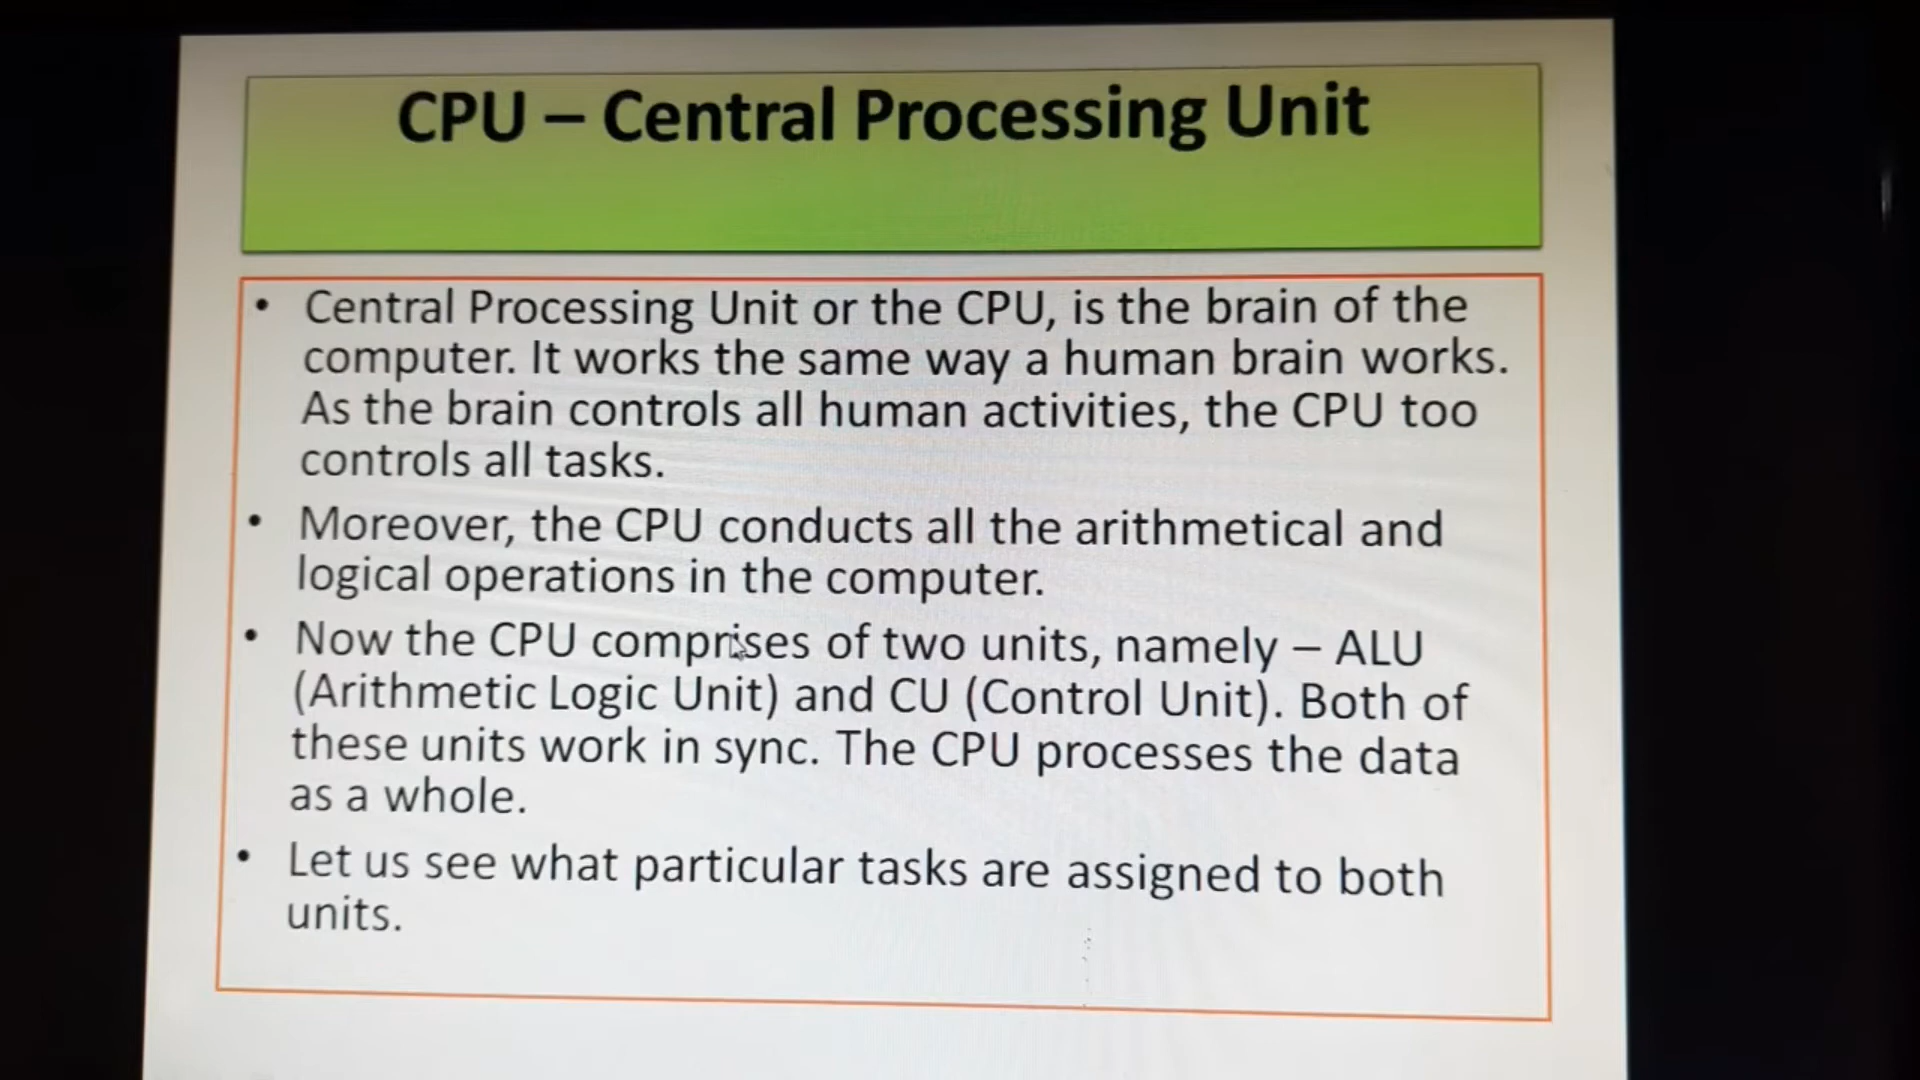 CPU – Central Processing Unit
• Central Processing Unit or the CPU, is the brain of the
computer. It works the same way a human brain works.
As the brain controls all human activities, the CPU too
controls all tasks.
• Moreover, the CPU conducts all the arithmetical and
logical operations in the computer.
• Now the CPU comprises of two units, namely – ALU
(Arithmetic Logic Unit) and CU (Control Unit). Both of
these units work in sync. The CPU processes the data
as a whole.
• Let us see what particular tasks are assigned to both
units.